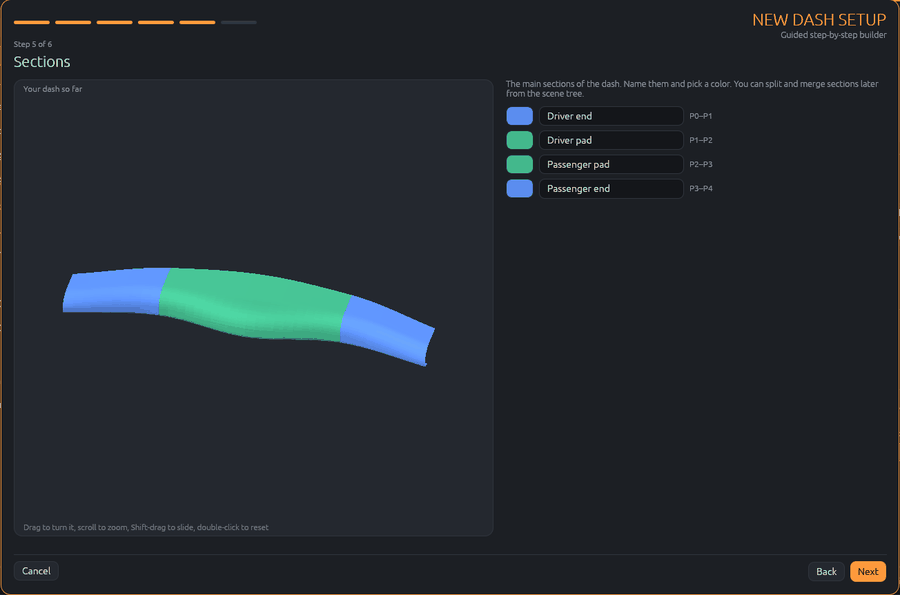 NEW DASH SETUP
Guided step-by-step builder
Step 5 of 6
Sections
Your dash so far
The main sections of the dash. Name them and pick a color. You can split and merge sections later
from the scene tree.
Driver end P0–P1
Driver pad P1–P2
Passenger pad P2–P3
Passenger end P3–P4
Drag to turn it, scroll to zoom, Shift-drag to slide, double-click to reset
Cancel Back Next